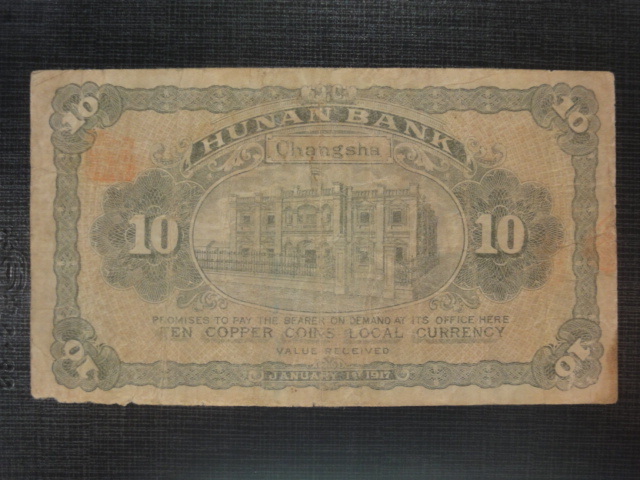 10 10
HUNAN BANK
Changsha
10 10
PROMISES TO PAY THE BEARER ON DEMAND AT ITS OFFICE HERE
TEN COPPER COINS LOCAL CURRENCY
VALUE RECEIVED
JANUARY 1st 1917
10 10